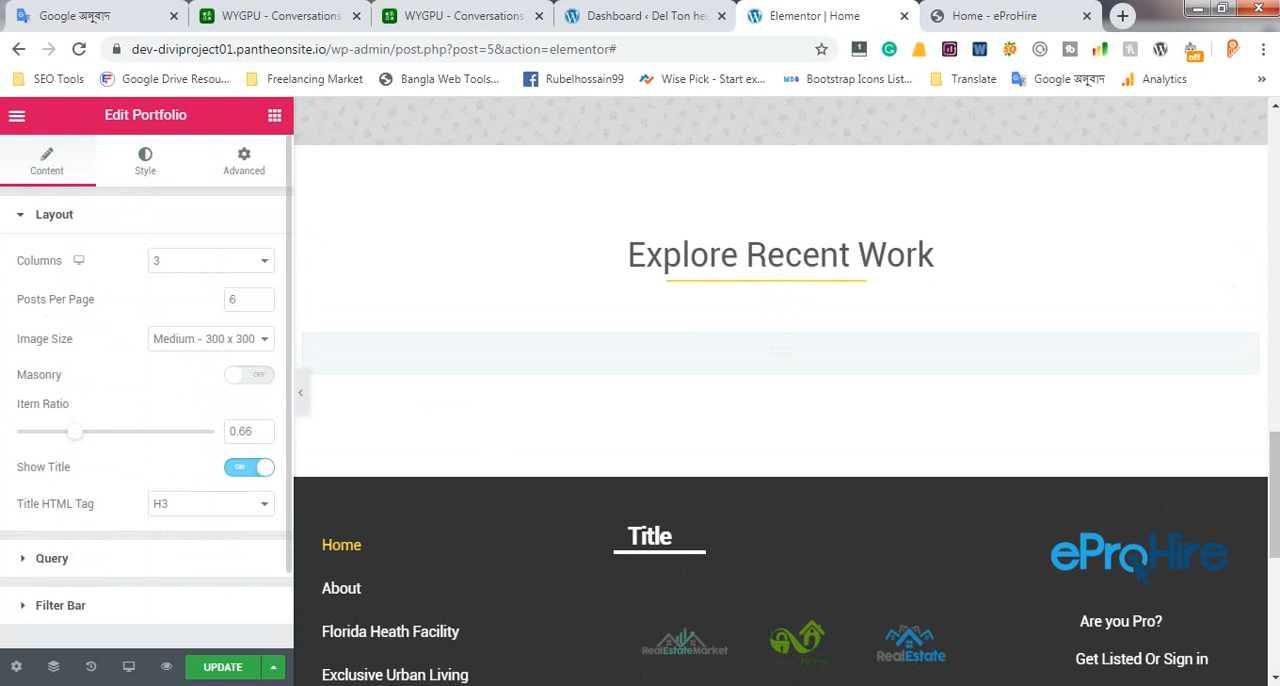 Google অনুবাদ
WYGPU - Conversations
WYGPU - Conversations
Dashboard ‹ Del Ton he
Elementor | Home
Home - eProHire
dev-diviproject01.pantheonsite.io/wp-admin/post.php?post=5&action=elementor#
off
SEO Tools
Google Drive Resou...
Freelancing Market
Bangla Web Tools...
Rubelhossain99
Wise Pick - Start ex...
MDB Bootstrap Icons List...
Translate
Google অনুবাদ
Analytics
»
Edit Portfolio
Content
Style
Advanced
Layout
Columns
3
Posts Per Page
6
Image Size
Medium - 300 x 300
Masonry
OFF
Item Ratio
0.66
Show Title
ON
Title HTML Tag
H3
Query
Filter Bar
UPDATE
Explore Recent Work
Home
About
Florida Heath Facility
Exclusive Urban Living
Title
RealEstateMarket
RealEstate
eProHire
Are you Pro?
Get Listed Or Sign in